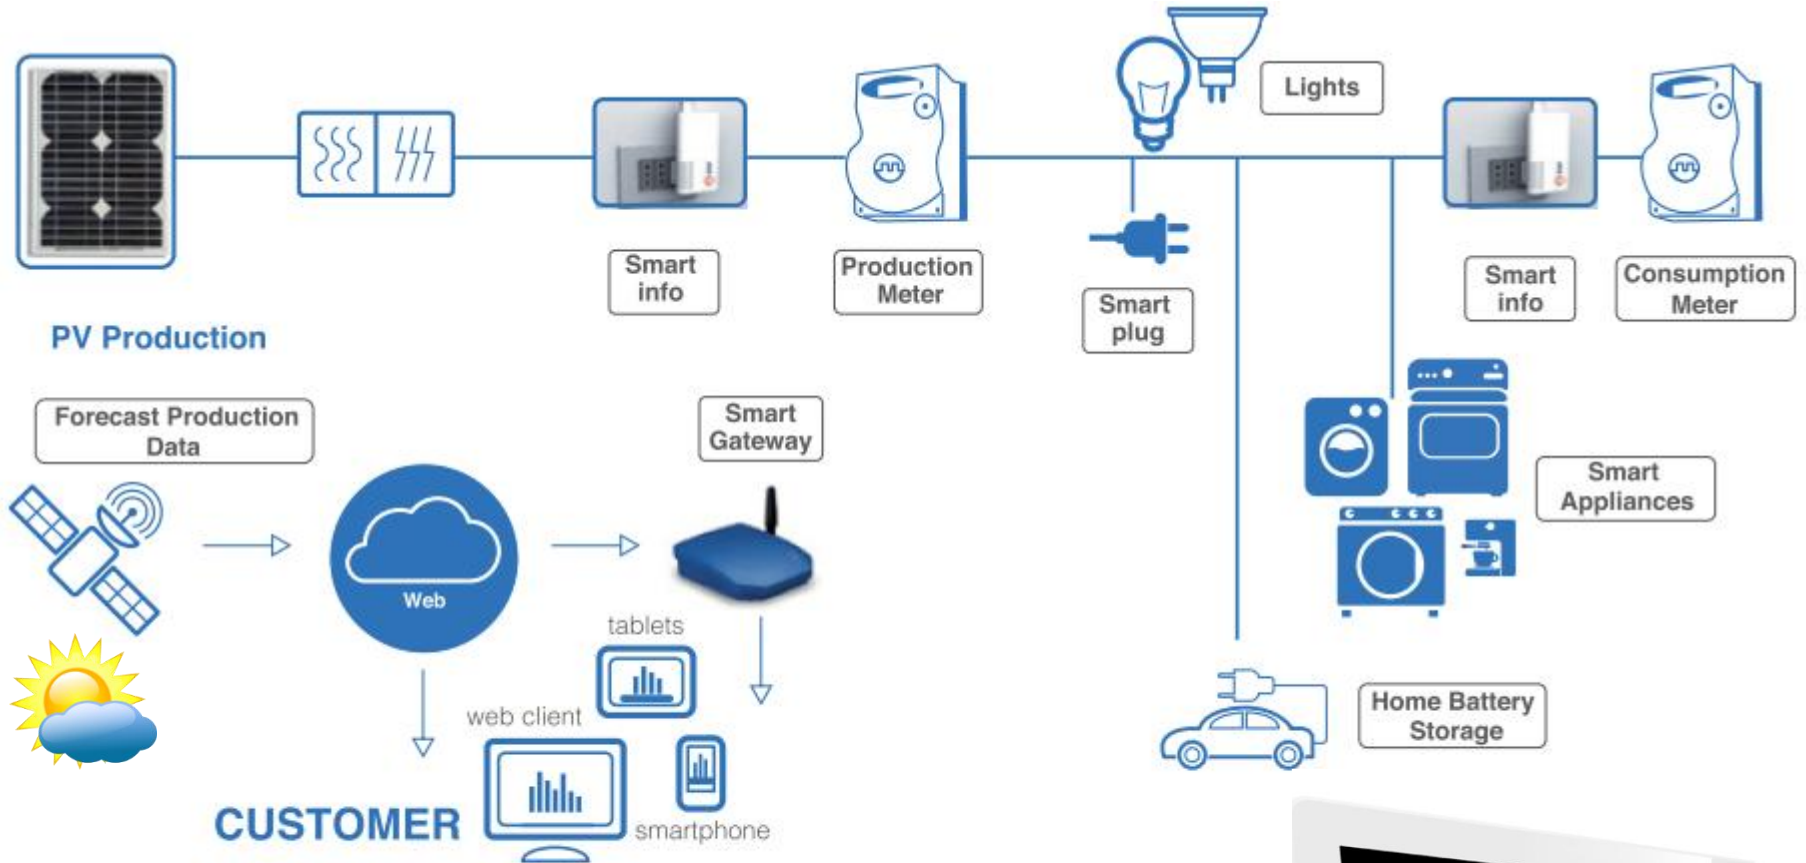 Lights
Smart
info
Production
Meter
Smart
plug
Smart
info
Consumption
Meter
PV Production
Forecast Production
Data
Smart
Gateway
Smart
Appliances
Web
tablets
web client
Home Battery
Storage
CUSTOMER
smartphone